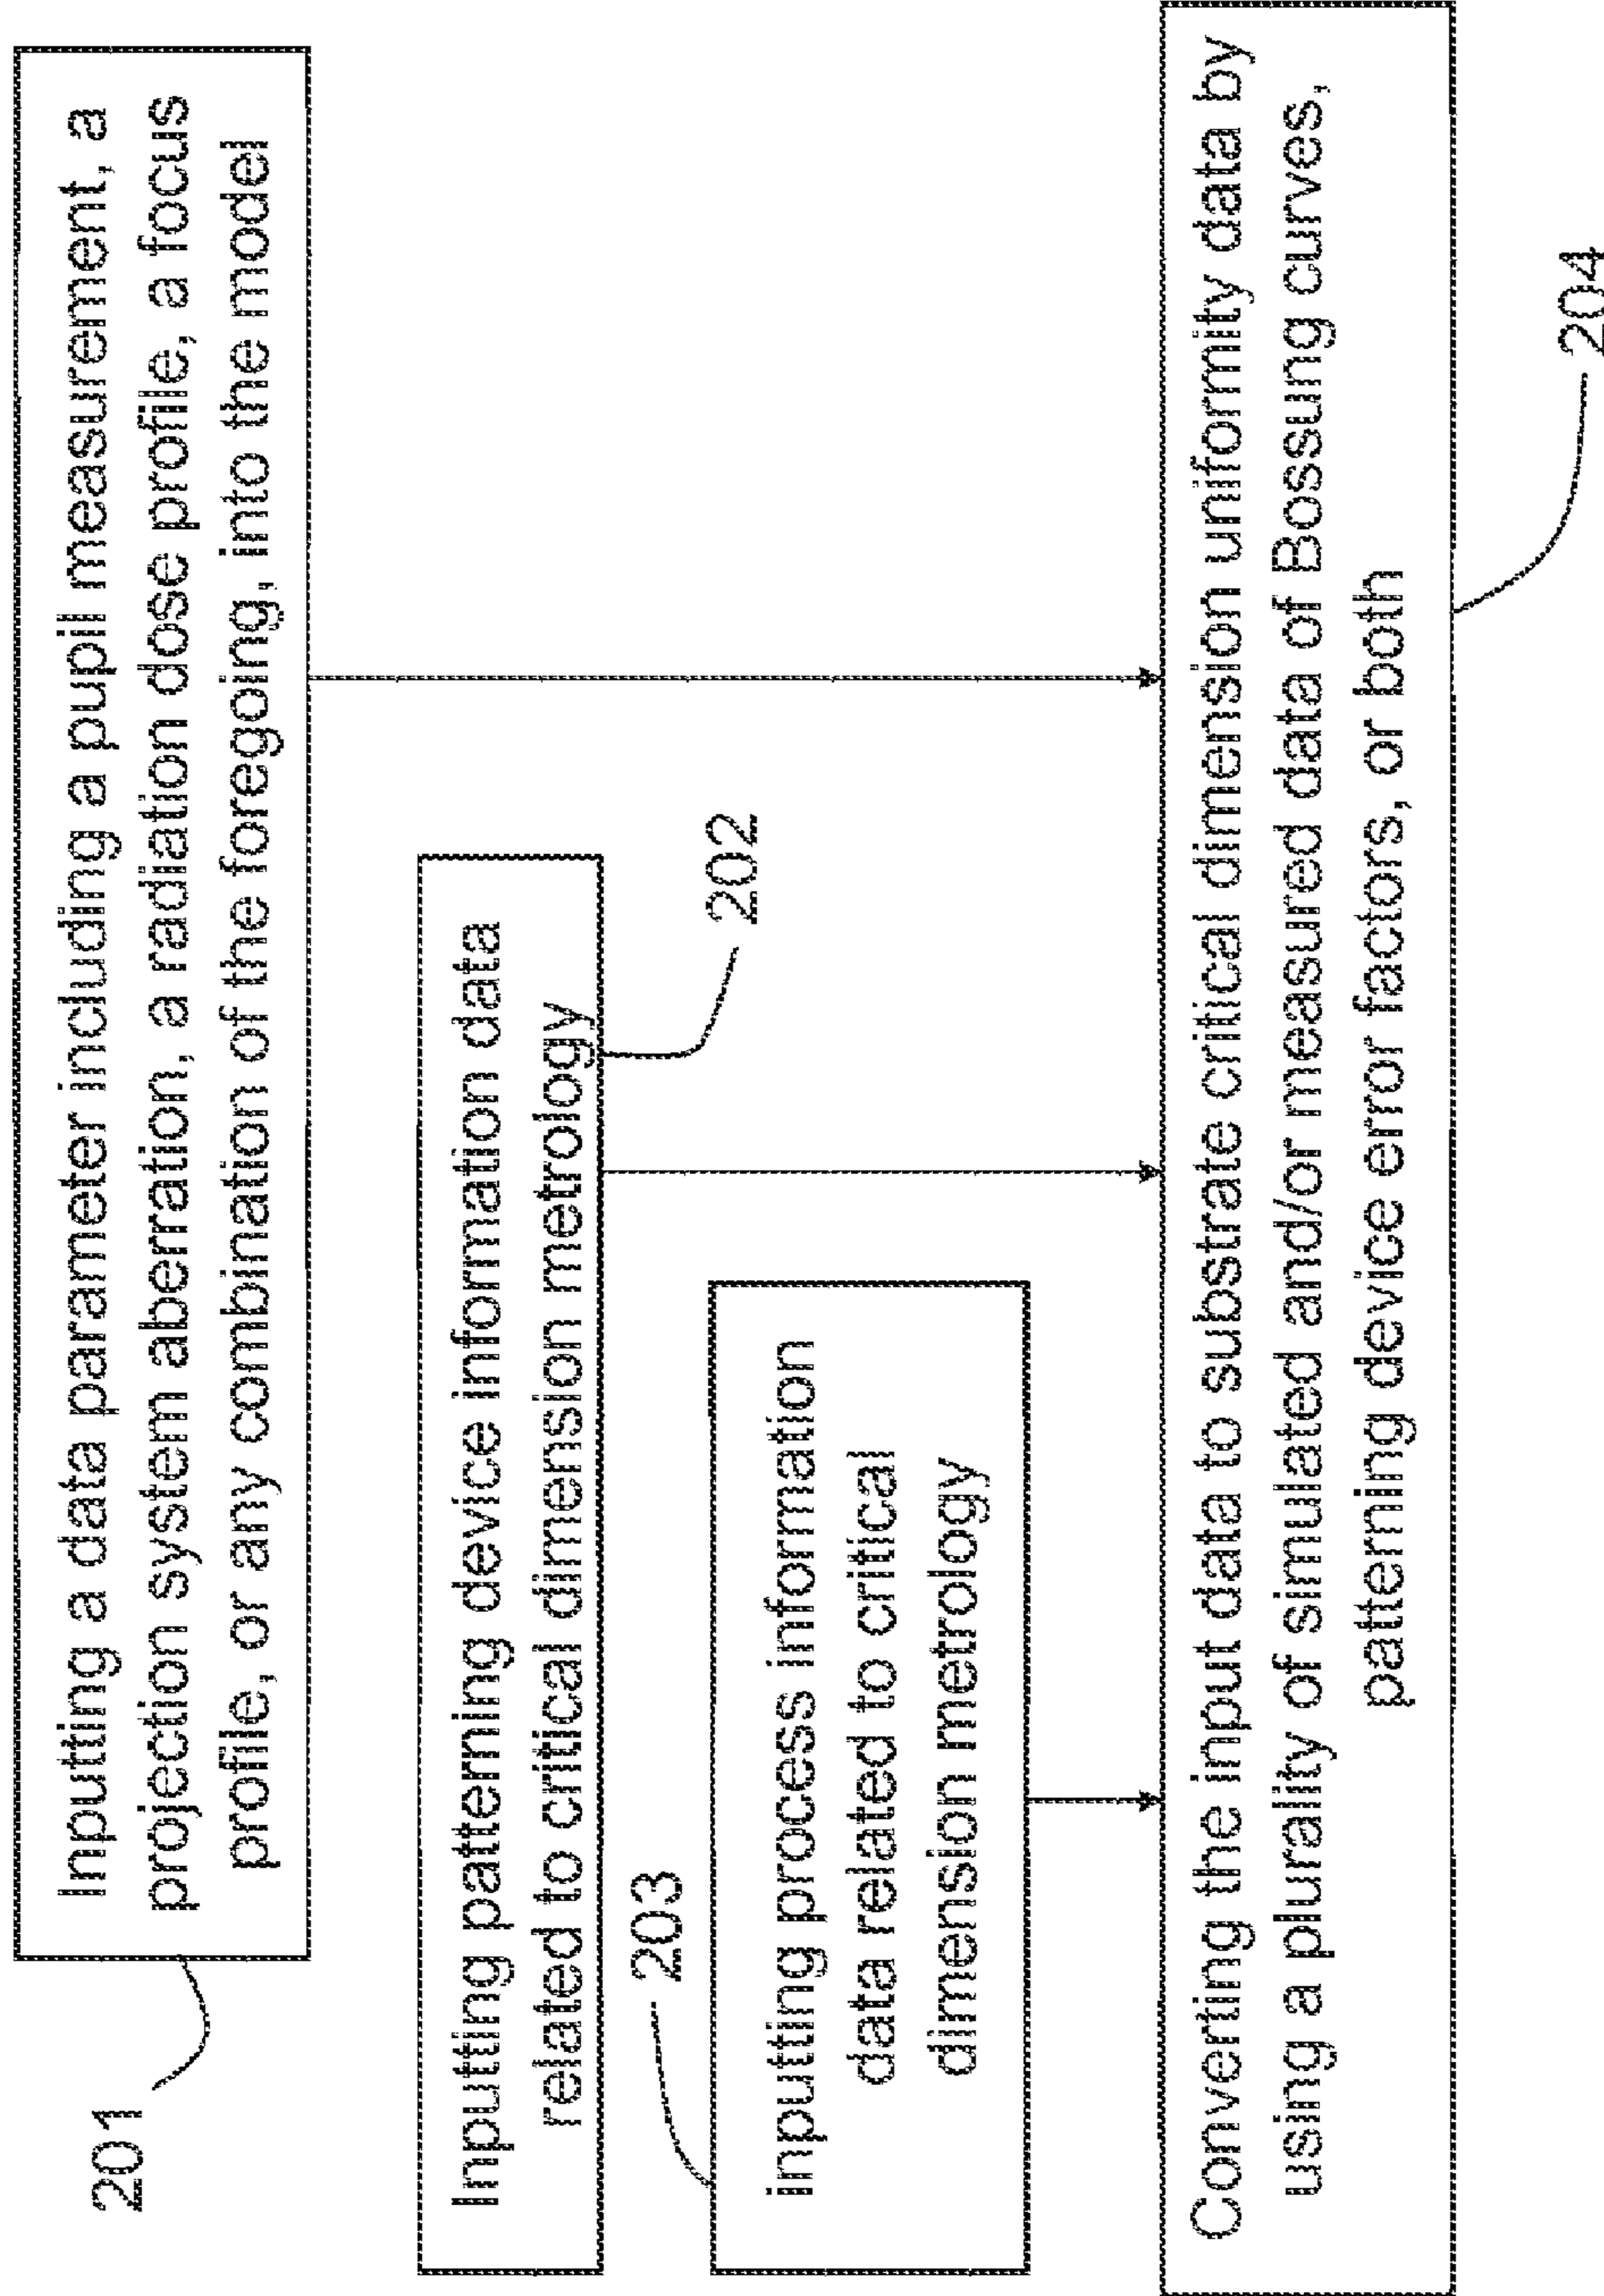 201
Inputting a data parameter including a pupil measurement, a
projection system aberration, a radiation dose profile, a focus
profile, or any combination of the foregoing, into the model
Inputting patterning device information data
related to critical dimension metrology
202
203
inputting process information
data related to critical
dimension metrology
Converting the input data to substrate critical dimension uniformity data by
using a plurality of simulated and/or measured data of Bossung curves,
patterning device error factors, or both
204